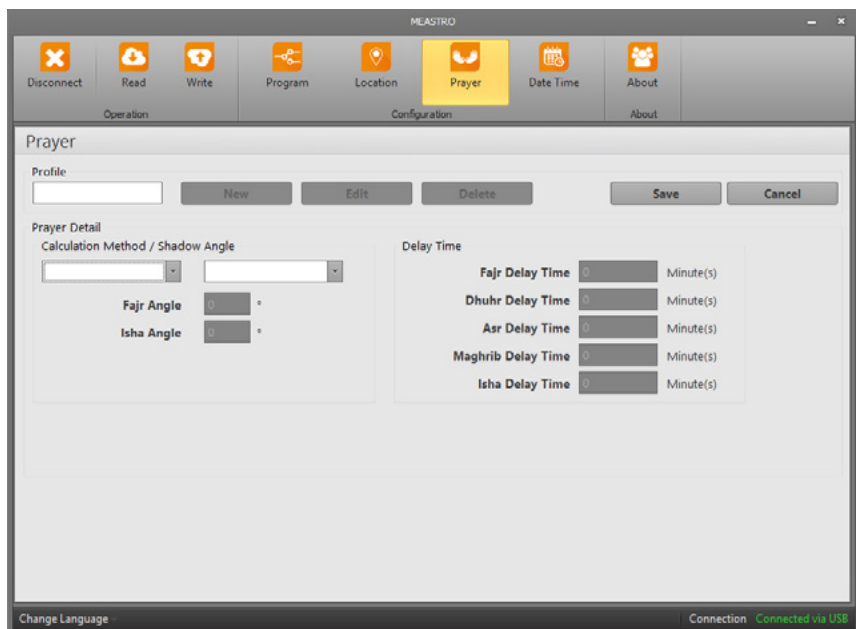 MEASTRO
Disconnect Read Write Program Location Prayer Date Time About
Operation Configuration About
Prayer
Profile
New Edit Delete Save Cancel
Prayer Detail
Calculation Method / Shadow Angle
Fajr Angle 0 °
Isha Angle 0 °
Delay Time
Fajr Delay Time 0 Minute(s)
Dhuhr Delay Time 0 Minute(s)
Asr Delay Time 0 Minute(s)
Maghrib Delay Time 0 Minute(s)
Isha Delay Time 0 Minute(s)
Change Language Connection Connected via USB